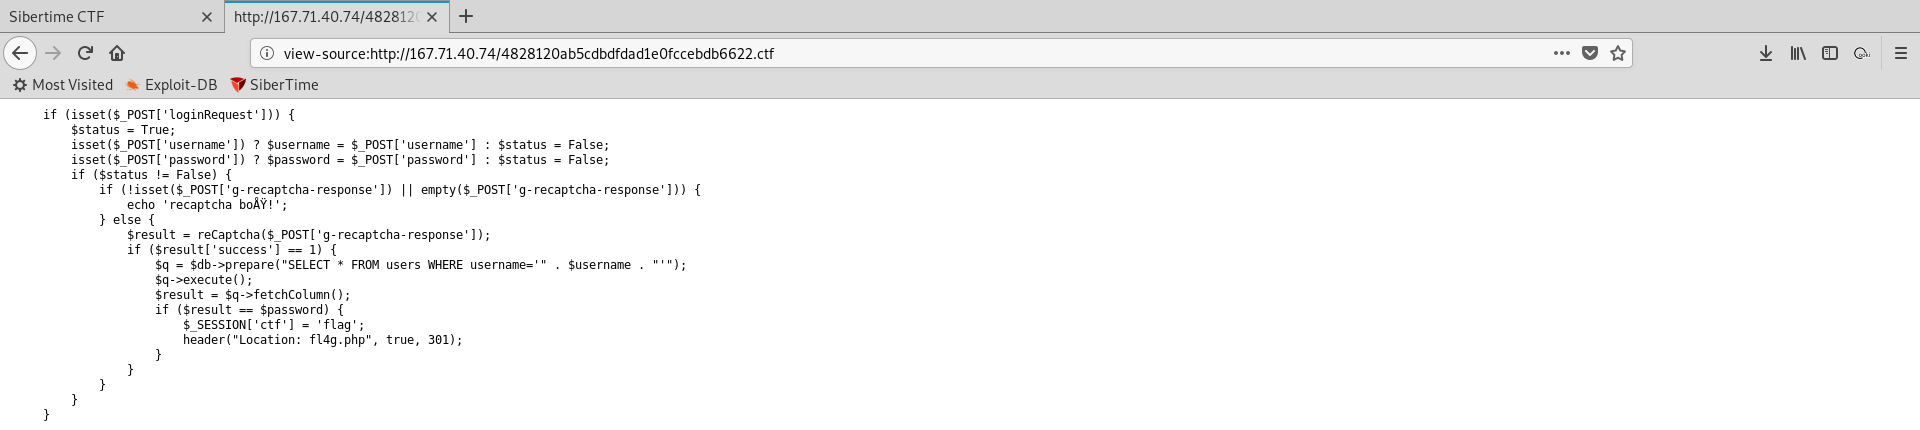 Sibertime CTF
http://167.71.40.74/4828120
view-source:http://167.71.40.74/4828120ab5cdbdfdad1e0fccebdb6622.ctf
Most Visited Exploit-DB SiberTime
if (isset($_POST['loginRequest'])) {
$status = True;
isset($_POST['username']) ? $username = $_POST['username'] : $status = False;
isset($_POST['password']) ? $password = $_POST['password'] : $status = False;
if ($status != False) {
if (!isset($_POST['g-recaptcha-response']) || empty($_POST['g-recaptcha-response'])) {
echo 'recaptcha boÅŸ!';
} else {
$result = reCaptcha($_POST['g-recaptcha-response']);
if ($result['success'] == 1) {
$q = $db->prepare("SELECT * FROM users WHERE username='" . $username . "'");
$q->execute();
$result = $q->fetchColumn();
if ($result == $password) {
$_SESSION['ctf'] = 'flag';
header("Location: fl4g.php", true, 301);
}
}
}
}
}